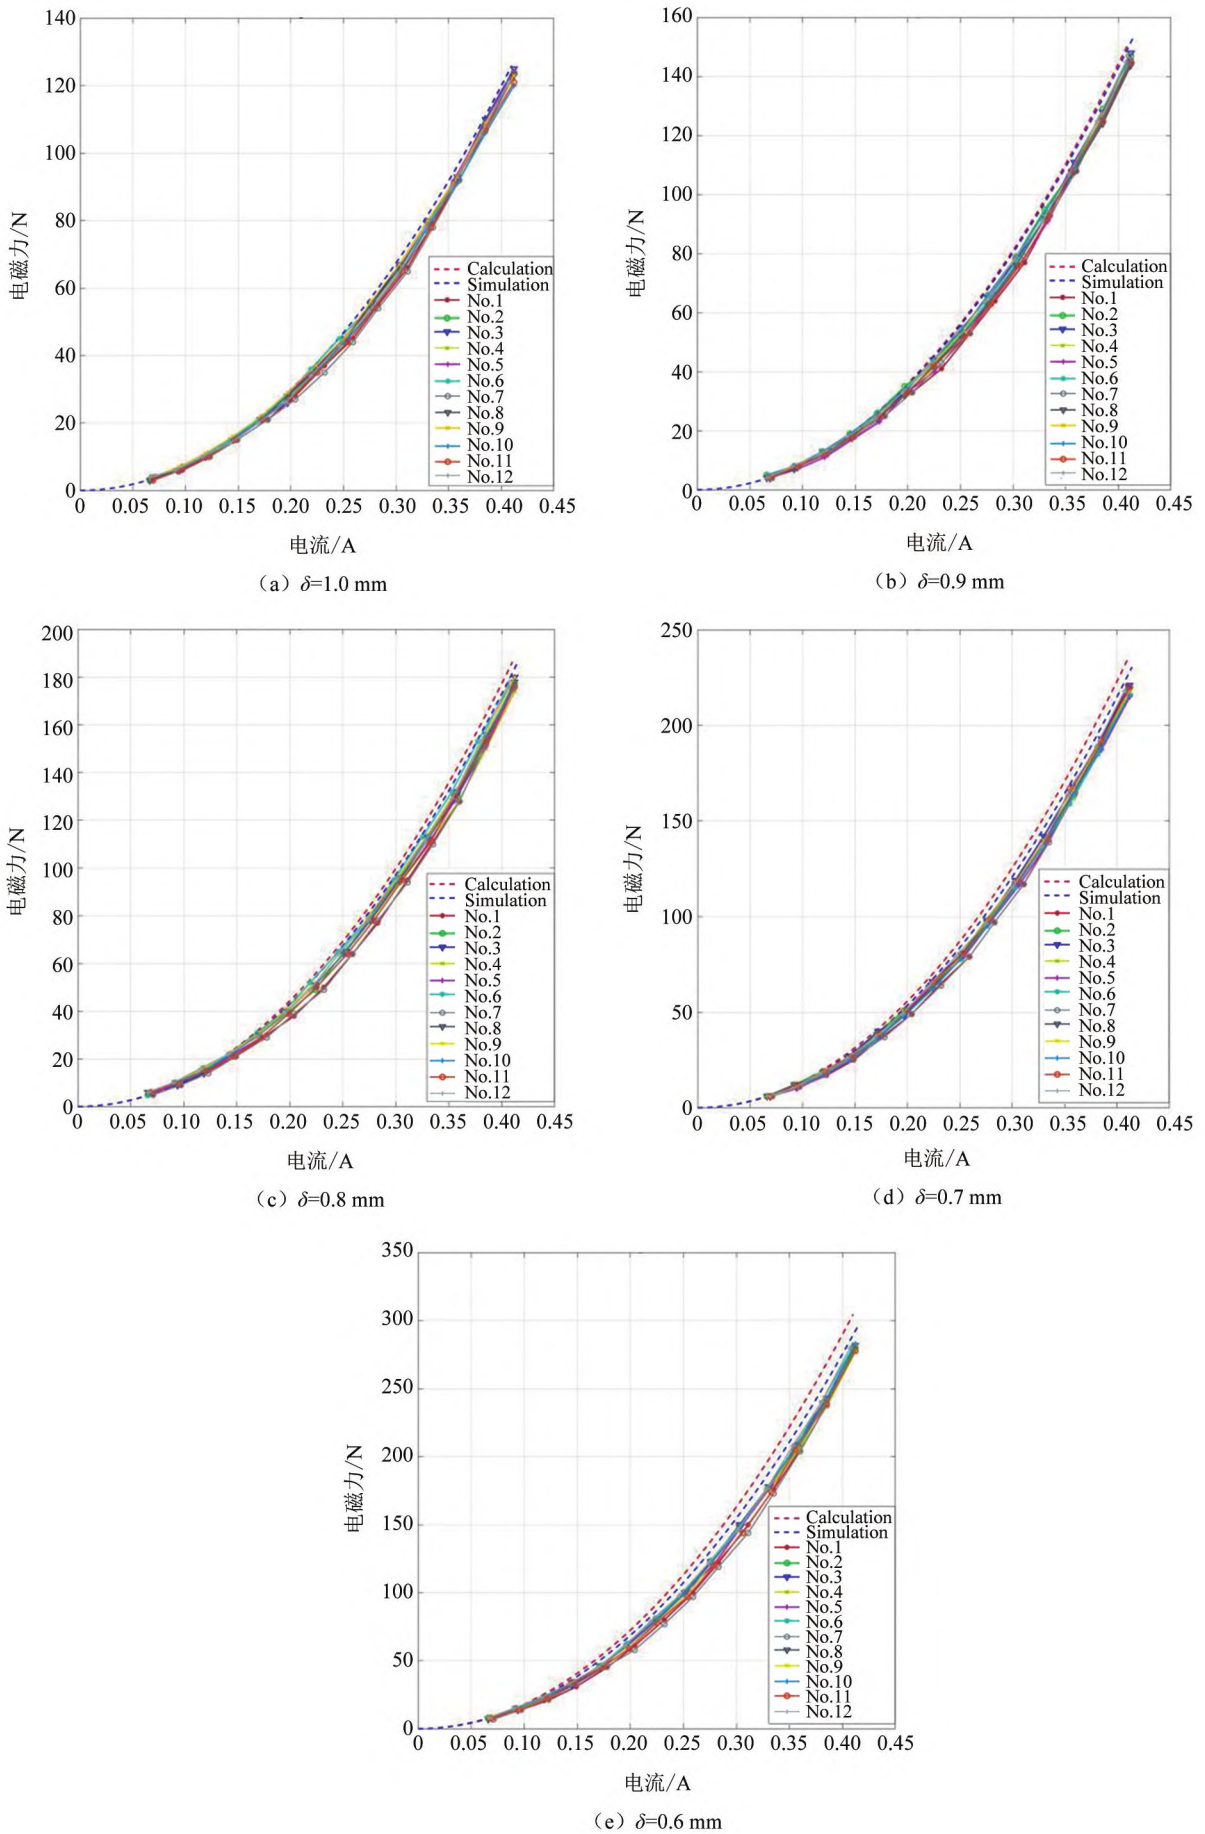 140
120
100
80
60
40
20
0
电磁力/N
Calculation
Simulation
No.1
No.2
No.3
No.4
No.5
No.6
No.7
No.8
No.9
No.10
No.11
No.12
0 0.05 0.10 0.15 0.20 0.25 0.30 0.35 0.40 0.45
电流/A
(a) δ=1.0 mm
160
140
120
100
80
60
40
20
0
电磁力/N
Calculation
Simulation
No.1
No.2
No.3
No.4
No.5
No.6
No.7
No.8
No.9
No.10
No.11
No.12
0 0.05 0.10 0.15 0.20 0.25 0.30 0.35 0.40 0.45
电流/A
(b) δ=0.9 mm
200
180
160
140
120
100
80
60
40
20
0
电磁力/N
Calculation
Simulation
No.1
No.2
No.3
No.4
No.5
No.6
No.7
No.8
No.9
No.10
No.11
No.12
0 0.05 0.10 0.15 0.20 0.25 0.30 0.35 0.40 0.45
电流/A
(c) δ=0.8 mm
250
200
150
100
50
0
电磁力/N
Calculation
Simulation
No.1
No.2
No.3
No.4
No.5
No.6
No.7
No.8
No.9
No.10
No.11
No.12
0 0.05 0.10 0.15 0.20 0.25 0.30 0.35 0.40 0.45
电流/A
(d) δ=0.7 mm
350
300
250
200
150
100
50
0
电磁力/N
Calculation
Simulation
No.1
No.2
No.3
No.4
No.5
No.6
No.7
No.8
No.9
No.10
No.11
No.12
0 0.05 0.10 0.15 0.20 0.25 0.30 0.35 0.40 0.45
电流/A
(e) δ=0.6 mm